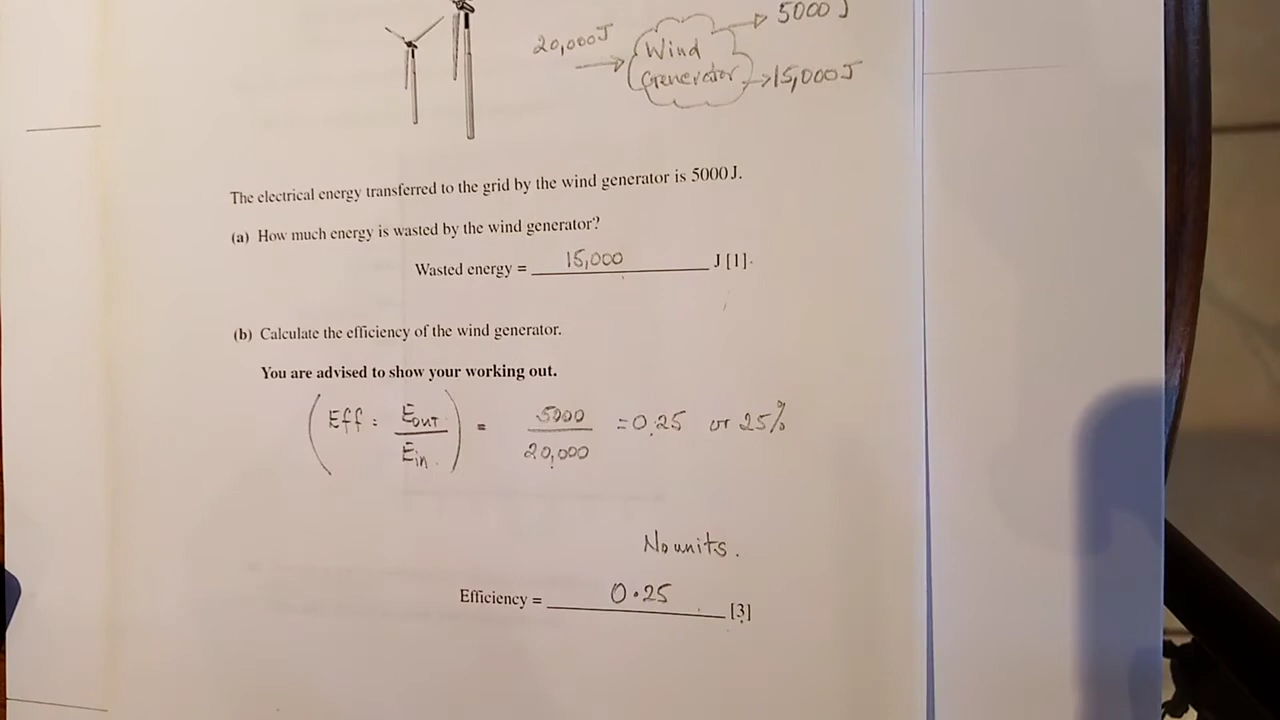 5000 J
20,000J
Wind
Generator
15,000J
The electrical energy transferred to the grid by the wind generator is 5000 J.
(a) How much energy is wasted by the wind generator?
Wasted energy = 15,000 J [1]
(b) Calculate the efficiency of the wind generator.
You are advised to show your working out.
(Eff = Eout / Ein) = 5000 / 20,000 = 0.25 or 25%
No units.
Efficiency = 0.25 [3]